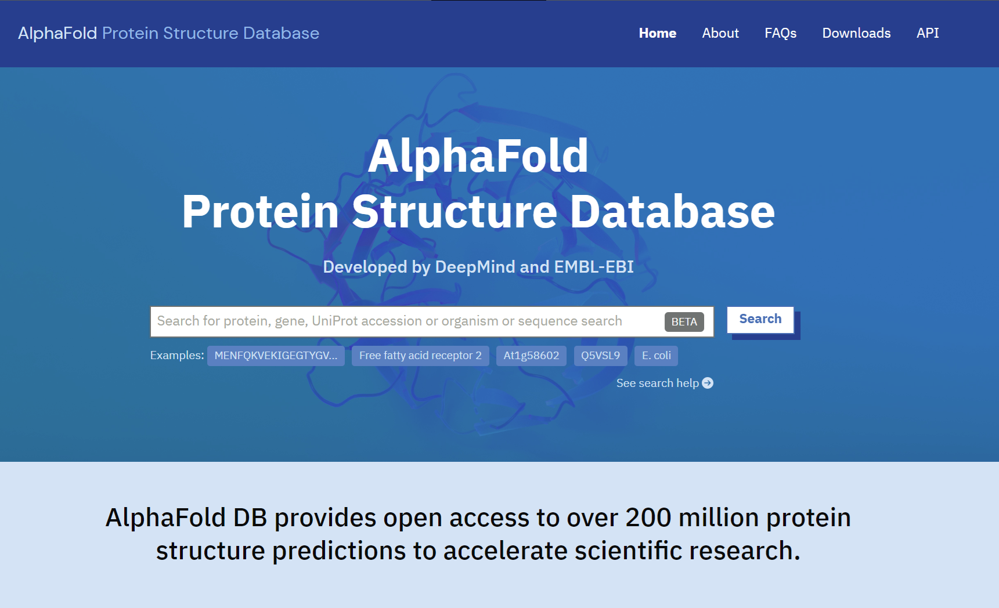 AlphaFold Protein Structure Database
Home About FAQs Downloads API
AlphaFold
Protein Structure Database
Developed by DeepMind and EMBL-EBI
Search for protein, gene, UniProt accession or organism or sequence search BETA Search
Examples: MENFQKVEKIGEGTYGV... Free fatty acid receptor 2 At1g58602 Q5VSL9 E. coli
See search help
AlphaFold DB provides open access to over 200 million protein
structure predictions to accelerate scientific research.